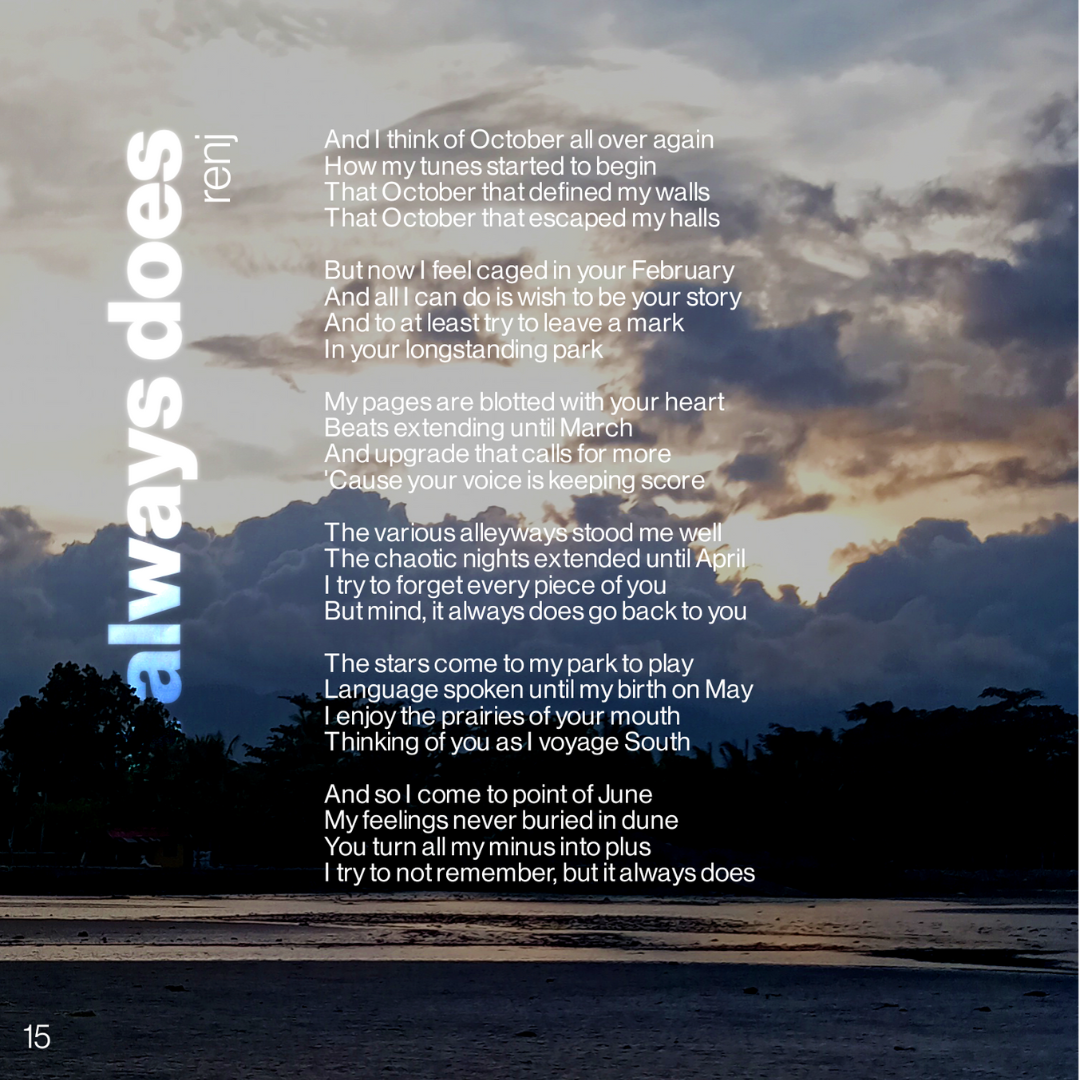 always does
renj
And I think of October all over again
How my tunes started to begin
That October that defined my walls
That October that escaped my halls
But now I feel caged in your February
And all I can do is wish to be your story
And to at least try to leave a mark
In your longstanding park
My pages are blotted with your heart
Beats extending until March
And upgrade that calls for more
'Cause your voice is keeping score
The various alleyways stood me well
The chaotic nights extended until April
I try to forget every piece of you
But mind, it always does go back to you
The stars come to my park to play
Language spoken until my birth on May
I enjoy the prairies of your mouth
Thinking of you as I voyage South
And so I come to point of June
My feelings never buried in dune
You turn all my minus into plus
I try to not remember, but it always does
15